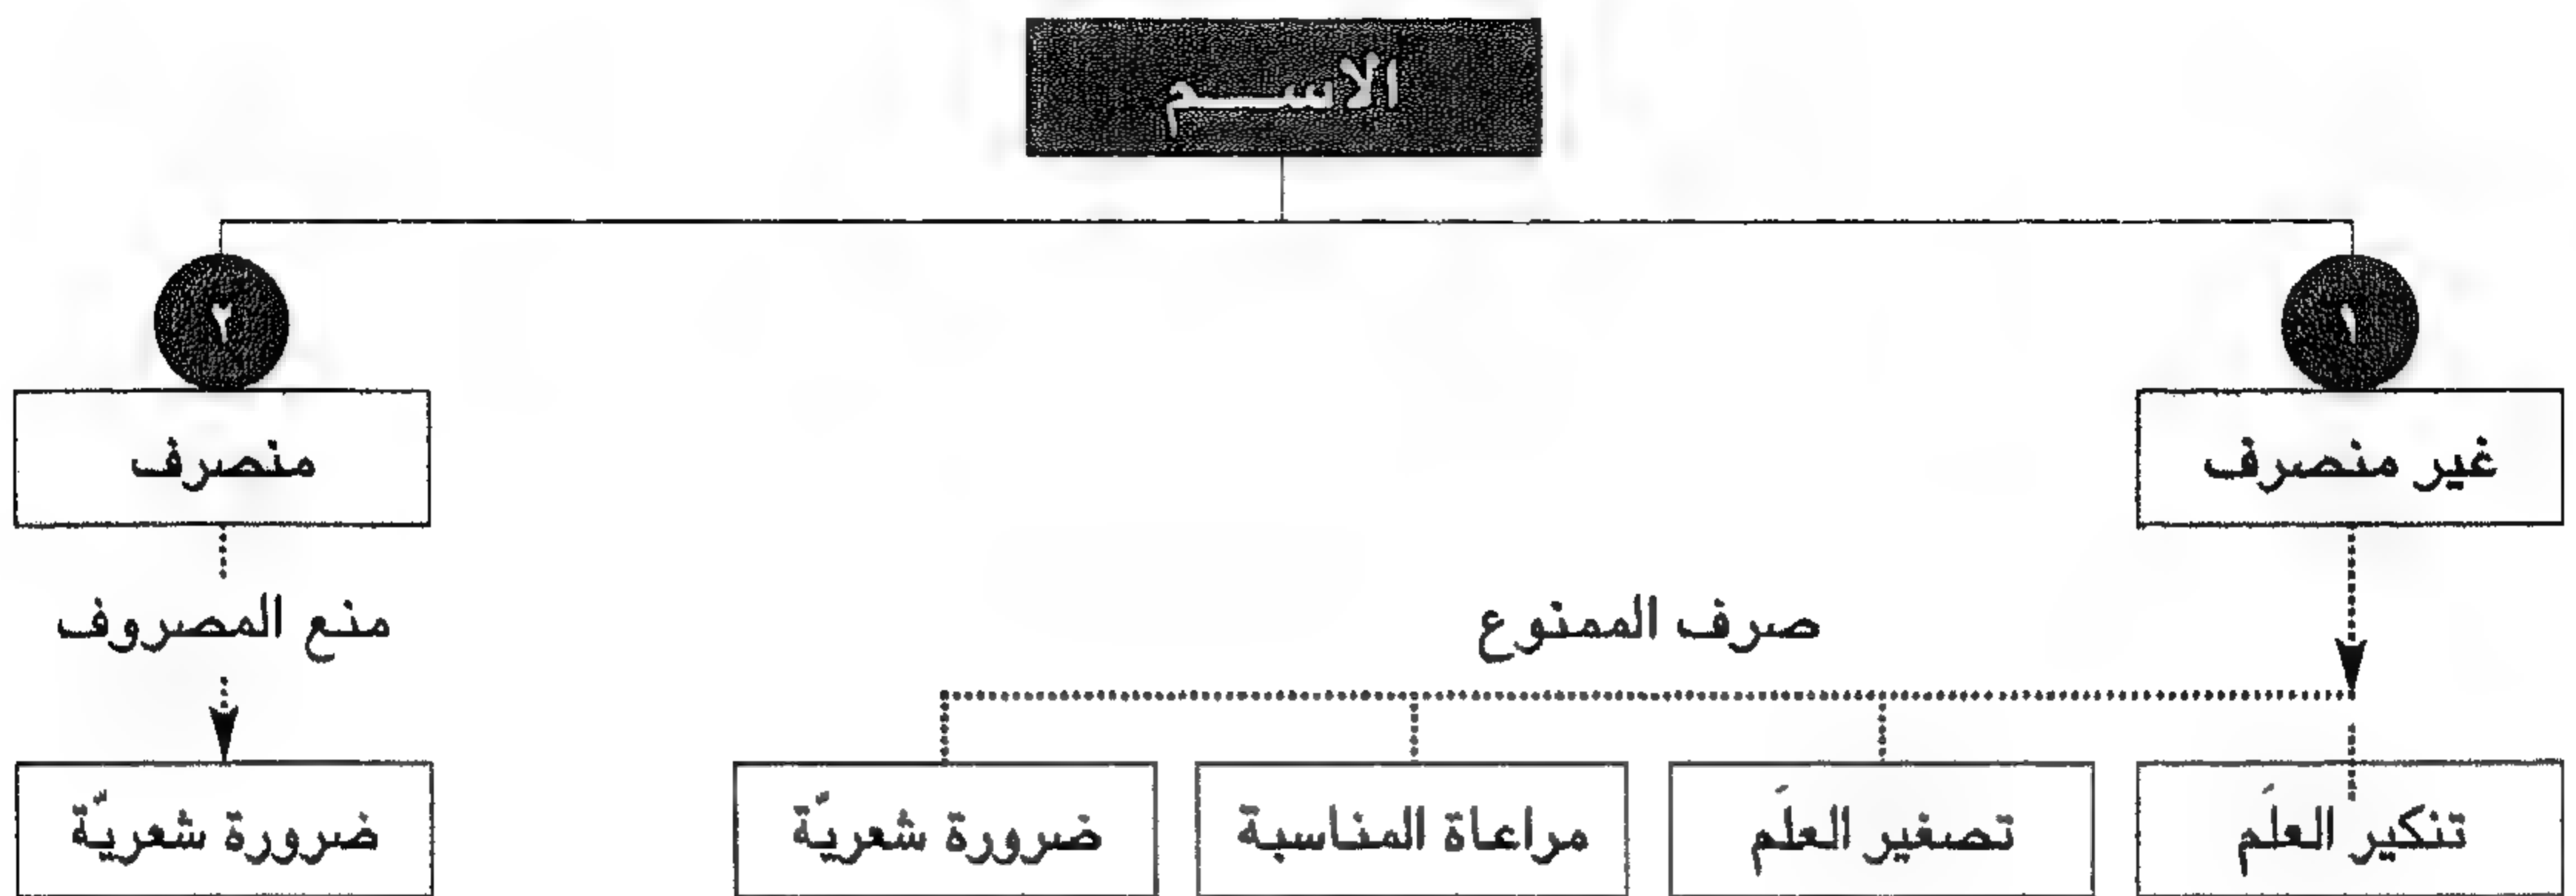 الاســـم
١
٢
غير منصرف
منصرف
صرف الممنوع
منع المصروف
تنكير العلَم
تصغير العلَم
مراعاة المناسبة
ضرورة شعريّة
ضرورة شعريّة